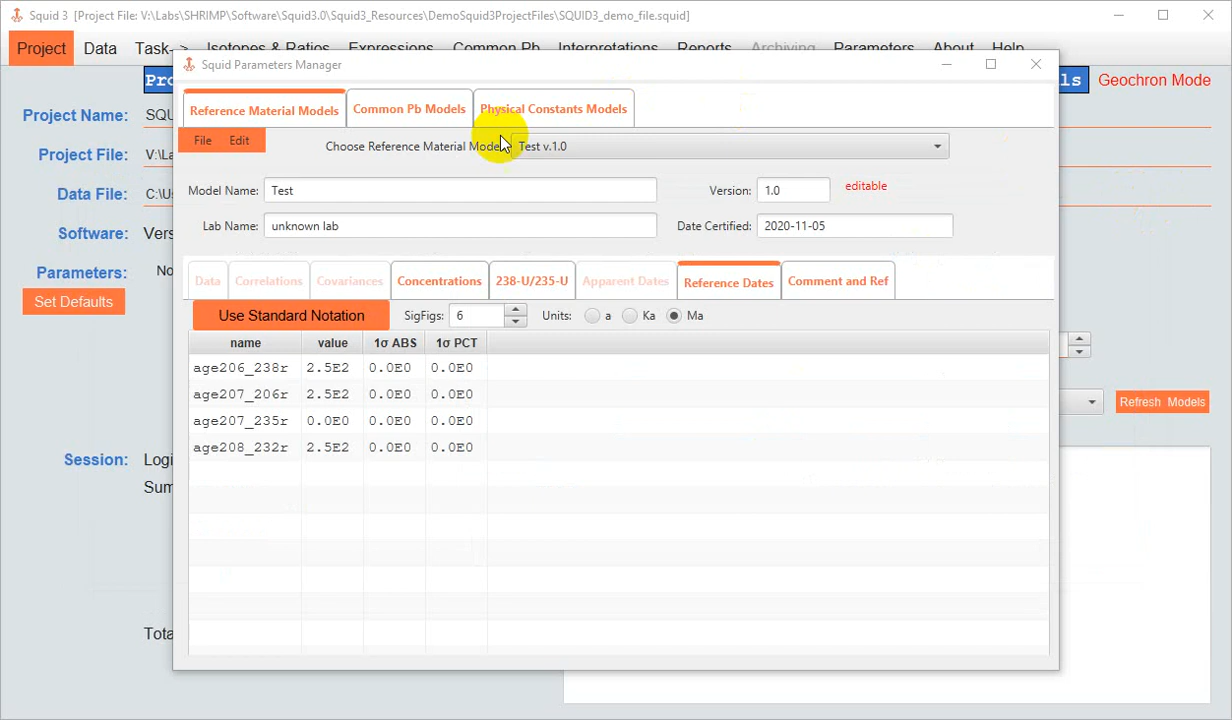 Squid 3 [Project File: V:\Labs\SHRIMP\Software\Squid3.0\Squid3_Resources\DemoSquid3ProjectFiles\SQUID3_demo_file.squid]
Project Data Task-> Isotopes & Ratios Expressions Common Pb Interpretations Reports Archiving Parameters About Help
Squid Parameters Manager
Geochron Mode
Reference Material Models Common Pb Models Physical Constants Models
Project Name: SQU
File Edit Choose Reference Material Model Test v.1.0
Project File: V:\La
Model Name: Test Version: 1.0 editable
Data File: C:\U
Lab Name: unknown lab Date Certified: 2020-11-05
Software: Vers
Parameters: No
Data Correlations Covariances Concentrations 238-U/235-U Apparent Dates Reference Dates Comment and Ref
Set Defaults
Use Standard Notation SigFigs: 6 Units: a Ka Ma
name value 1σ ABS 1σ PCT
age206_238r 2.5E2 0.0E0 0.0E0
age207_206r 2.5E2 0.0E0 0.0E0
Refresh Models
age207_235r 0.0E0 0.0E0 0.0E0
age208_232r 2.5E2 0.0E0 0.0E0
Session: Logi
Sum
Tota